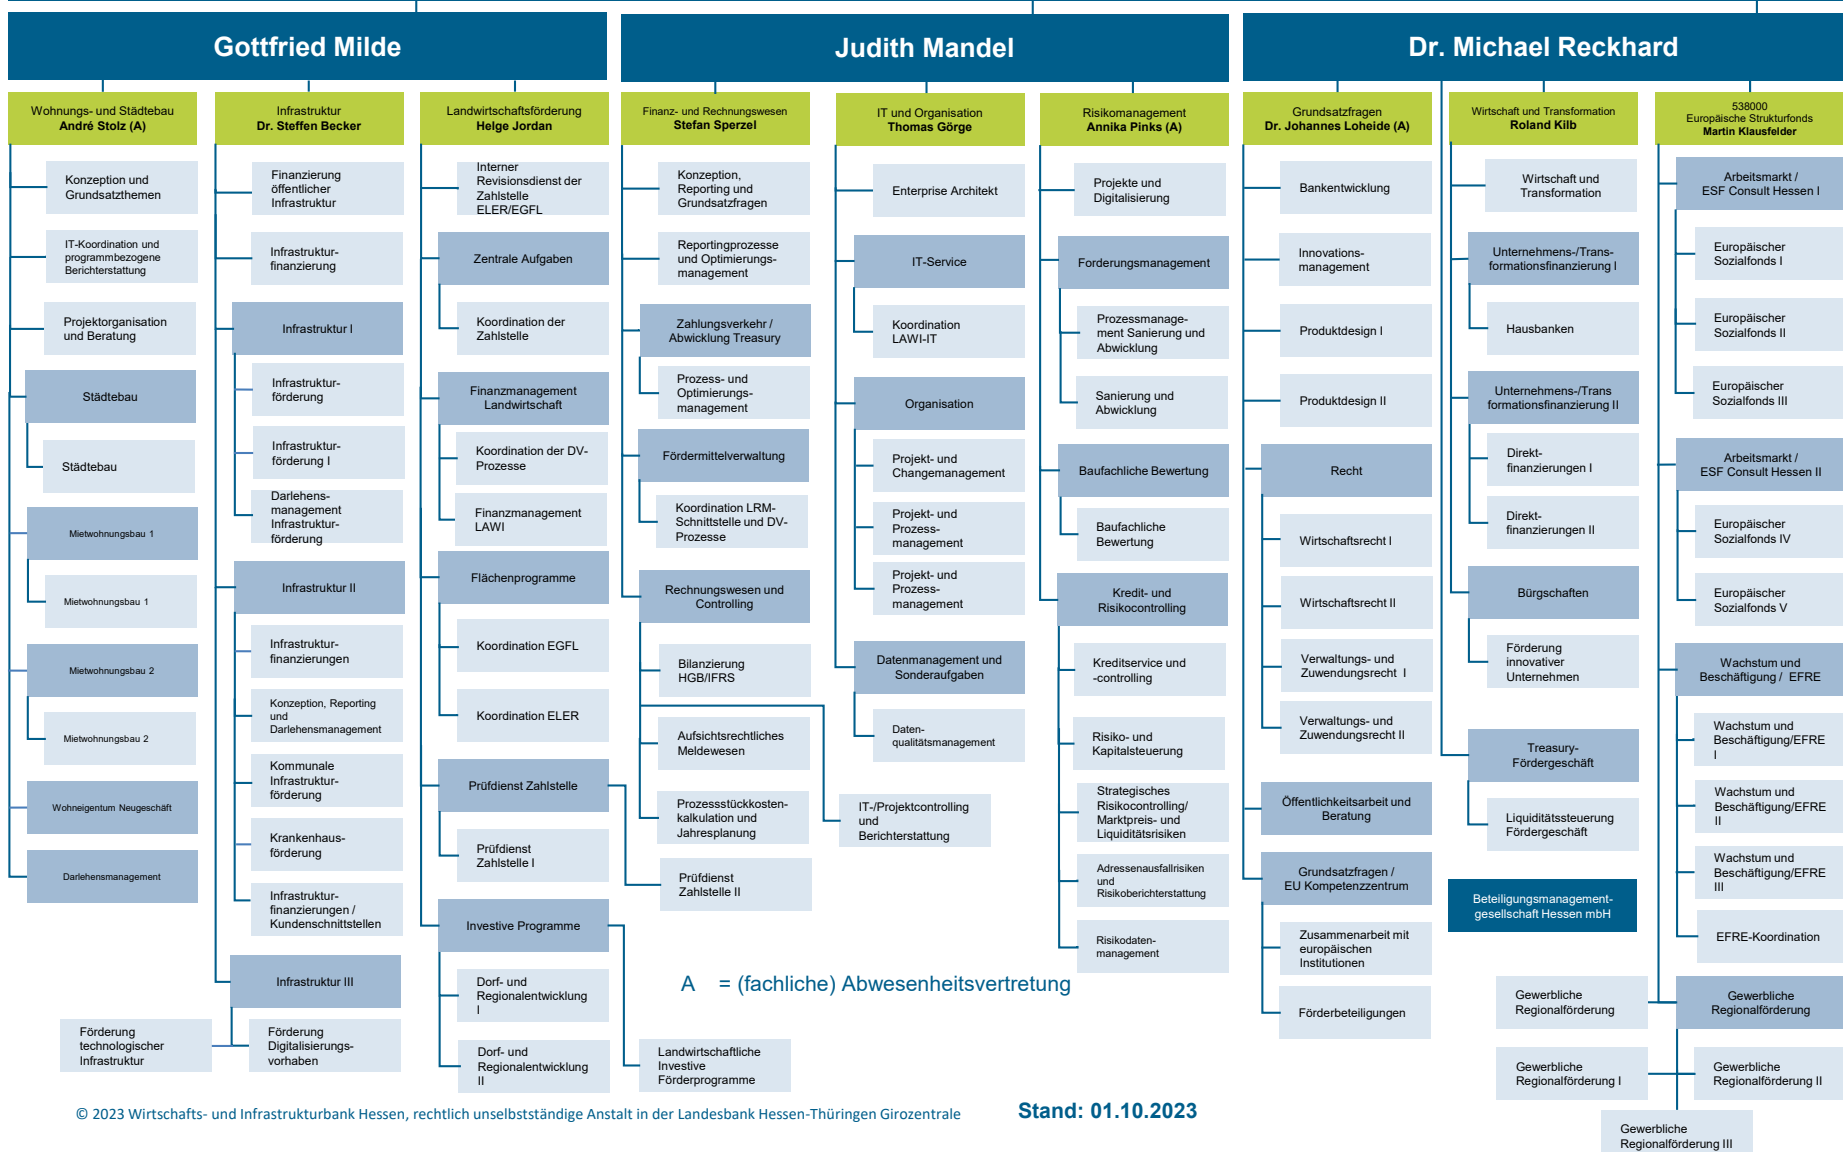 Gottfried Milde
Judith Mandel
Dr. Michael Reckhard
Wohnungs- und Städtebau
André Stolz (A)
Konzeption und
Grundsatzthemen
IT-Koordination und
programmbezogene
Berichterstattung
Projektorganisation
und Beratung
Städtebau
Städtebau
Mietwohnungsbau 1
Mietwohnungsbau 1
Mietwohnungsbau 2
Mietwohnungsbau 2
Wohneigentum Neugeschäft
Darlehensmanagement
Infrastruktur
Dr. Steffen Becker
Finanzierung
öffentlicher
Infrastruktur
Infrastruktur-
finanzierung
Infrastruktur I
Infrastruktur-
förderung
Infrastruktur-
förderung I
Darlehens-
management
Infrastruktur-
förderung
Infrastruktur II
Infrastruktur-
finanzierungen
Konzeption, Reporting
und
Darlehensmanagement
Kommunale
Infrastruktur-
förderung
Krankenhaus-
förderung
Infrastruktur-
finanzierungen /
Kundenschnittstellen
Infrastruktur III
Förderung
technologischer
Infrastruktur
Förderung
Digitalisierungs-
vorhaben
Landwirtschaftsförderung
Helge Jordan
Interner
Revisionsdienst der
Zahlstelle
ELER/EGFL
Zentrale Aufgaben
Koordination der
Zahlstelle
Finanzmanagement
Landwirtschaft
Koordination der DV-
Prozesse
Finanzmanagement
LAWI
Flächenprogramme
Koordination EGFL
Koordination ELER
Prüfdienst Zahlstelle
Prüfdienst
Zahlstelle I
Prüfdienst
Zahlstelle II
Investive Programme
Dorf- und
Regionalentwicklung
I
Dorf- und
Regionalentwicklung
II
Landwirtschaftliche
Investive
Förderprogramme
Finanz- und Rechnungswesen
Stefan Sperzel
Konzeption,
Reporting und
Grundsatzfragen
Reportingprozesse
und Optimierungs-
management
Zahlungsverkehr /
Abwicklung Treasury
Prozess- und
Optimierungs-
management
Fördermittelverwaltung
Koordination LRM-
Schnittstelle und DV-
Prozesse
Rechnungswesen und
Controlling
Bilanzierung
HGB/IFRS
Aufsichtsrechtliches
Meldewesen
Prozessstückkosten-
kalkulation und
Jahresplanung
IT-/Projektcontrolling
und
Berichterstattung
IT und Organisation
Thomas Görge
Enterprise Architekt
IT-Service
Koordination
LAWI-IT
Organisation
Projekt- und
Changemanagement
Projekt- und
Prozess-
management
Projekt- und
Prozess-
management
Datenmanagement und
Sonderaufgaben
Daten-
qualitätsmanagement
Risikomanagement
Annika Pinks (A)
Projekte und
Digitalisierung
Forderungsmanagement
Prozessmanage-
ment Sanierung und
Abwicklung
Sanierung und
Abwicklung
Baufachliche Bewertung
Baufachliche
Bewertung
Kredit- und
Risikocontrolling
Kreditservice und
-controlling
Risiko- und
Kapitalsteuerung
Strategisches
Risikocontrolling/
Marktpreis- und
Liquiditätsrisiken
Adressenausfallrisiken
und
Risikoberichterstattung
Risikodaten-
management
Grundsatzfragen
Dr. Johannes Loheide (A)
Bankentwicklung
Innovations-
management
Produktdesign I
Produktdesign II
Recht
Wirtschaftsrecht I
Wirtschaftsrecht II
Verwaltungs- und
Zuwendungsrecht I
Verwaltungs- und
Zuwendungsrecht II
Öffentlichkeitsarbeit und
Beratung
Grundsatzfragen /
EU Kompetenzzentrum
Zusammenarbeit mit
europäischen
Institutionen
Förderbeteiligungen
Wirtschaft und Transformation
Roland Kilb
Wirtschaft und
Transformation
Unternehmens-/Trans-
formationsfinanzierung I
Hausbanken
Unternehmens-/Trans
formationsfinanzierung II
Direkt-
finanzierungen I
Direkt-
finanzierungen II
Bürgschaften
Förderung
innovativer
Unternehmen
Treasury-
Fördergeschäft
Liquiditätssteuerung
Fördergeschäft
Beteiligungsmanagement-
gesellschaft Hessen mbH
538000
Europäische Strukturfonds
Martin Klausfelder
Arbeitsmarkt /
ESF Consult Hessen I
Europäischer
Sozialfonds I
Europäischer
Sozialfonds II
Europäischer
Sozialfonds III
Arbeitsmarkt /
ESF Consult Hessen II
Europäischer
Sozialfonds IV
Europäischer
Sozialfonds V
Wachstum und
Beschäftigung / EFRE
Wachstum und
Beschäftigung/EFRE
I
Wachstum und
Beschäftigung/EFRE
II
Wachstum und
Beschäftigung/EFRE
III
EFRE-Koordination
Gewerbliche
Regionalförderung
Gewerbliche
Regionalförderung
Gewerbliche
Regionalförderung I
Gewerbliche
Regionalförderung II
Gewerbliche
Regionalförderung III
A = (fachliche) Abwesenheitsvertretung
© 2023 Wirtschafts- und Infrastrukturbank Hessen, rechtlich unselbstständige Anstalt in der Landesbank Hessen-Thüringen Girozentrale
Stand: 01.10.2023